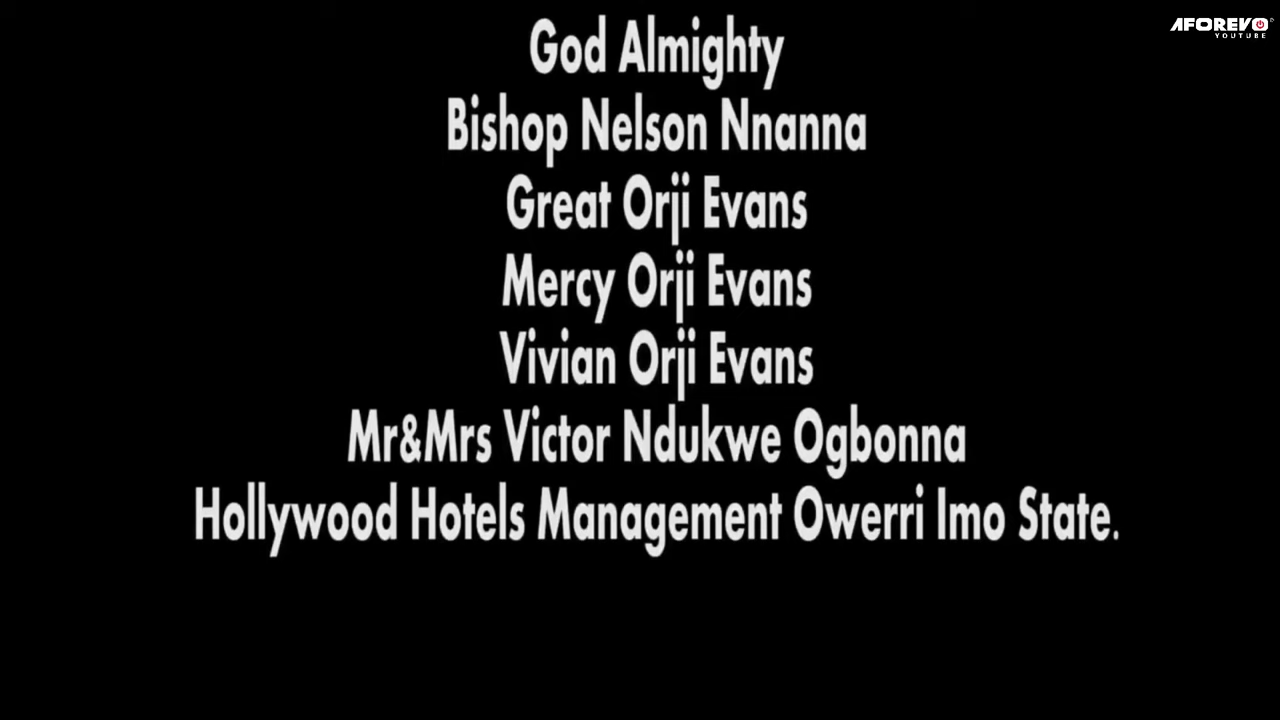 AFOREVO
YOUTUBE
God Almighty
Bishop Nelson Nnanna
Great Orji Evans
Mercy Orji Evans
Vivian Orji Evans
Mr&Mrs Victor Ndukwe Ogbonna
Hollywood Hotels Management Owerri Imo State.